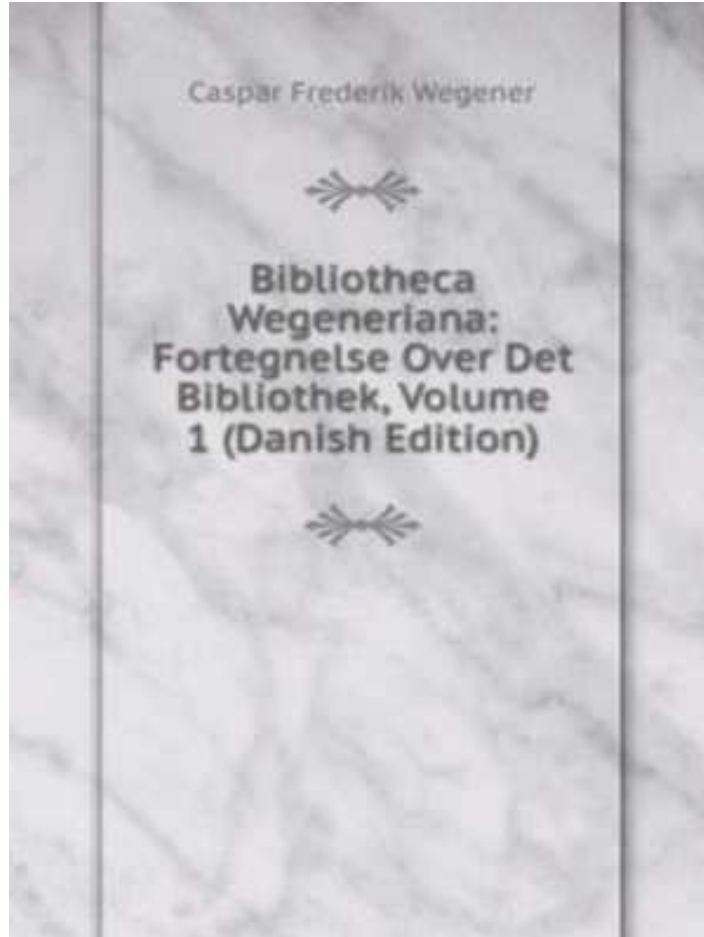 Caspar Frederik Wegener
Bibliotheca
Wegeneriana:
Fortegnelse Over Det
Bibliothek, Volume
1 (Danish Edition)